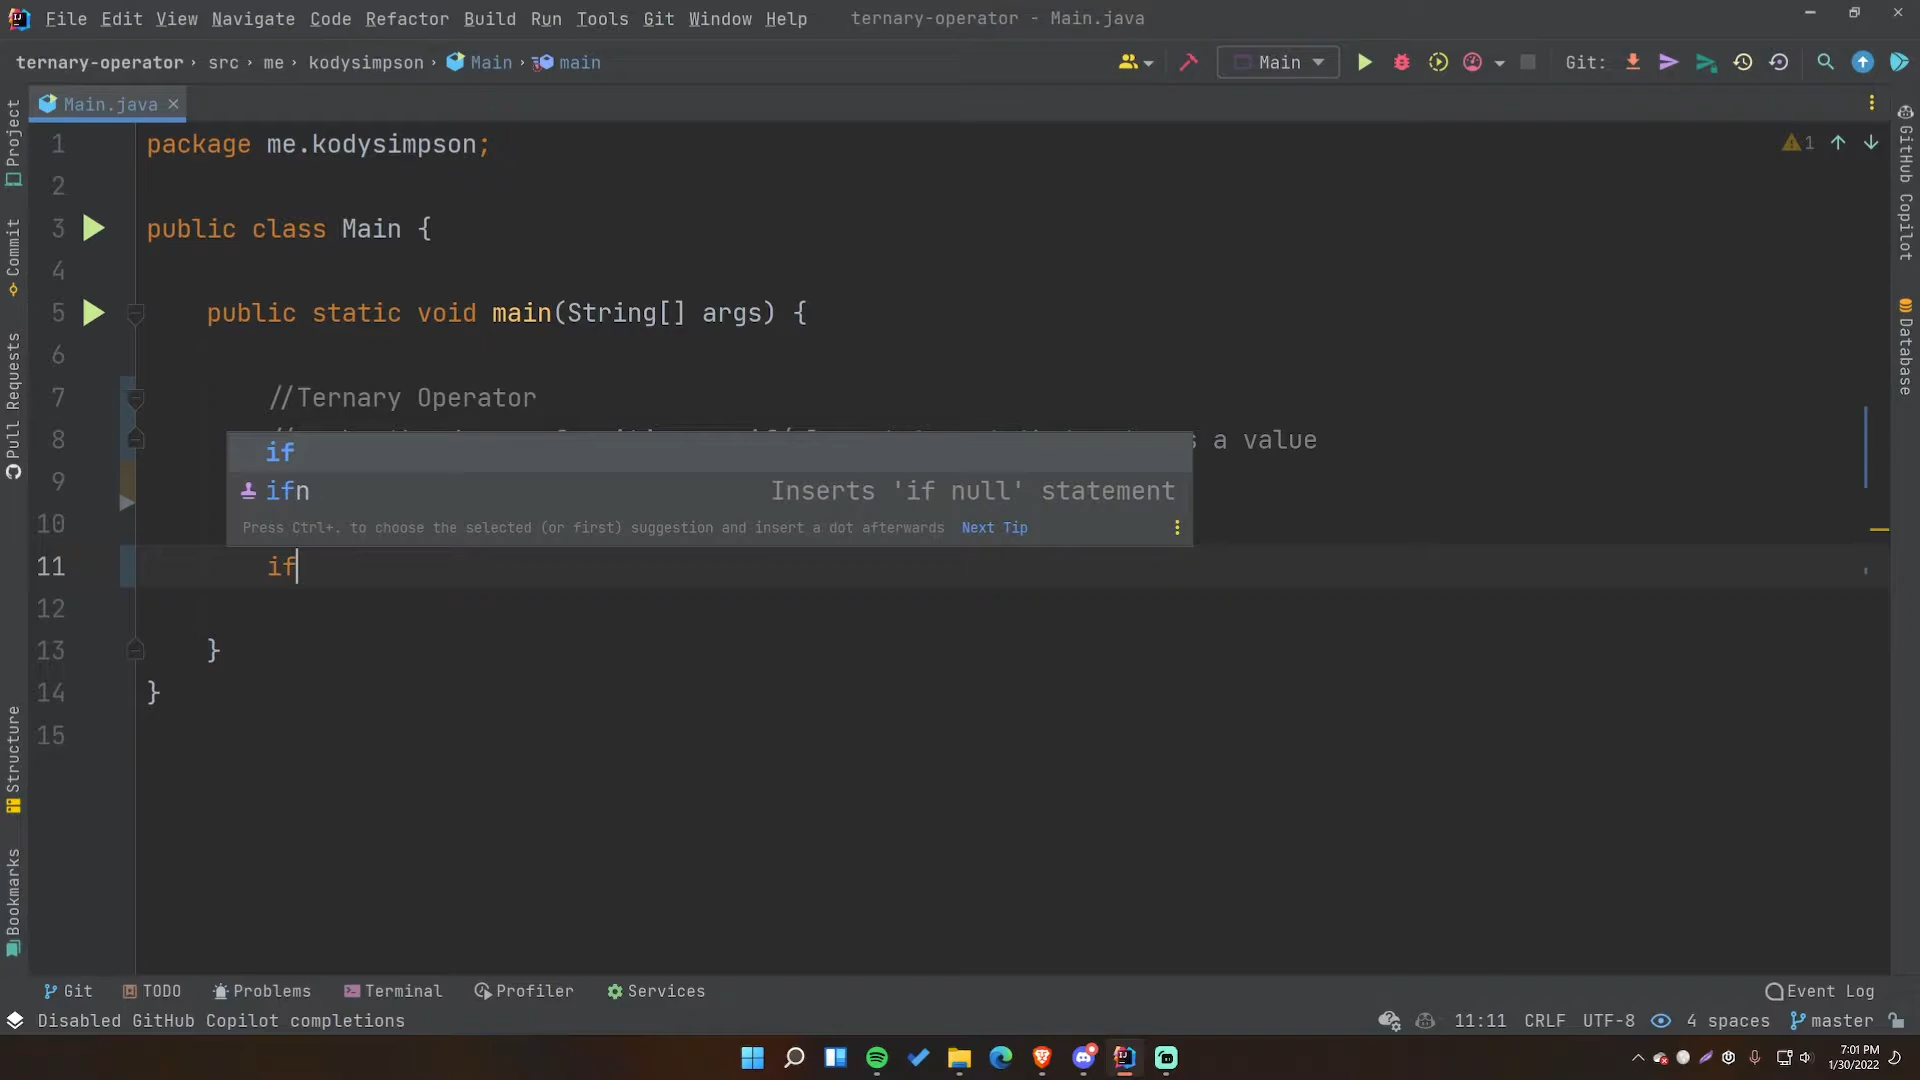 File Edit View Navigate Code Refactor Build Run Tools Git Window Help ternary-operator - Main.java
ternary-operator › src › me › kodysimpson › Main › main Main Git:
Main.java
1 package me.kodysimpson; 1
2
3 public class Main {
4
5 public static void main(String[] args) {
6
7 //Ternary Operator
8 a value
if
9
ifn Inserts 'if null' statement
10
Press Ctrl+. to choose the selected (or first) suggestion and insert a dot afterwards Next Tip
11 if
12
13 }
14 }
15
Project
Commit
Pull Requests
Structure
Bookmarks
GitHub Copilot
Database
Git TODO Problems Terminal Profiler Services Event Log
Disabled GitHub Copilot completions 11:11 CRLF UTF-8 4 spaces master
7:01 PM
1/30/2022